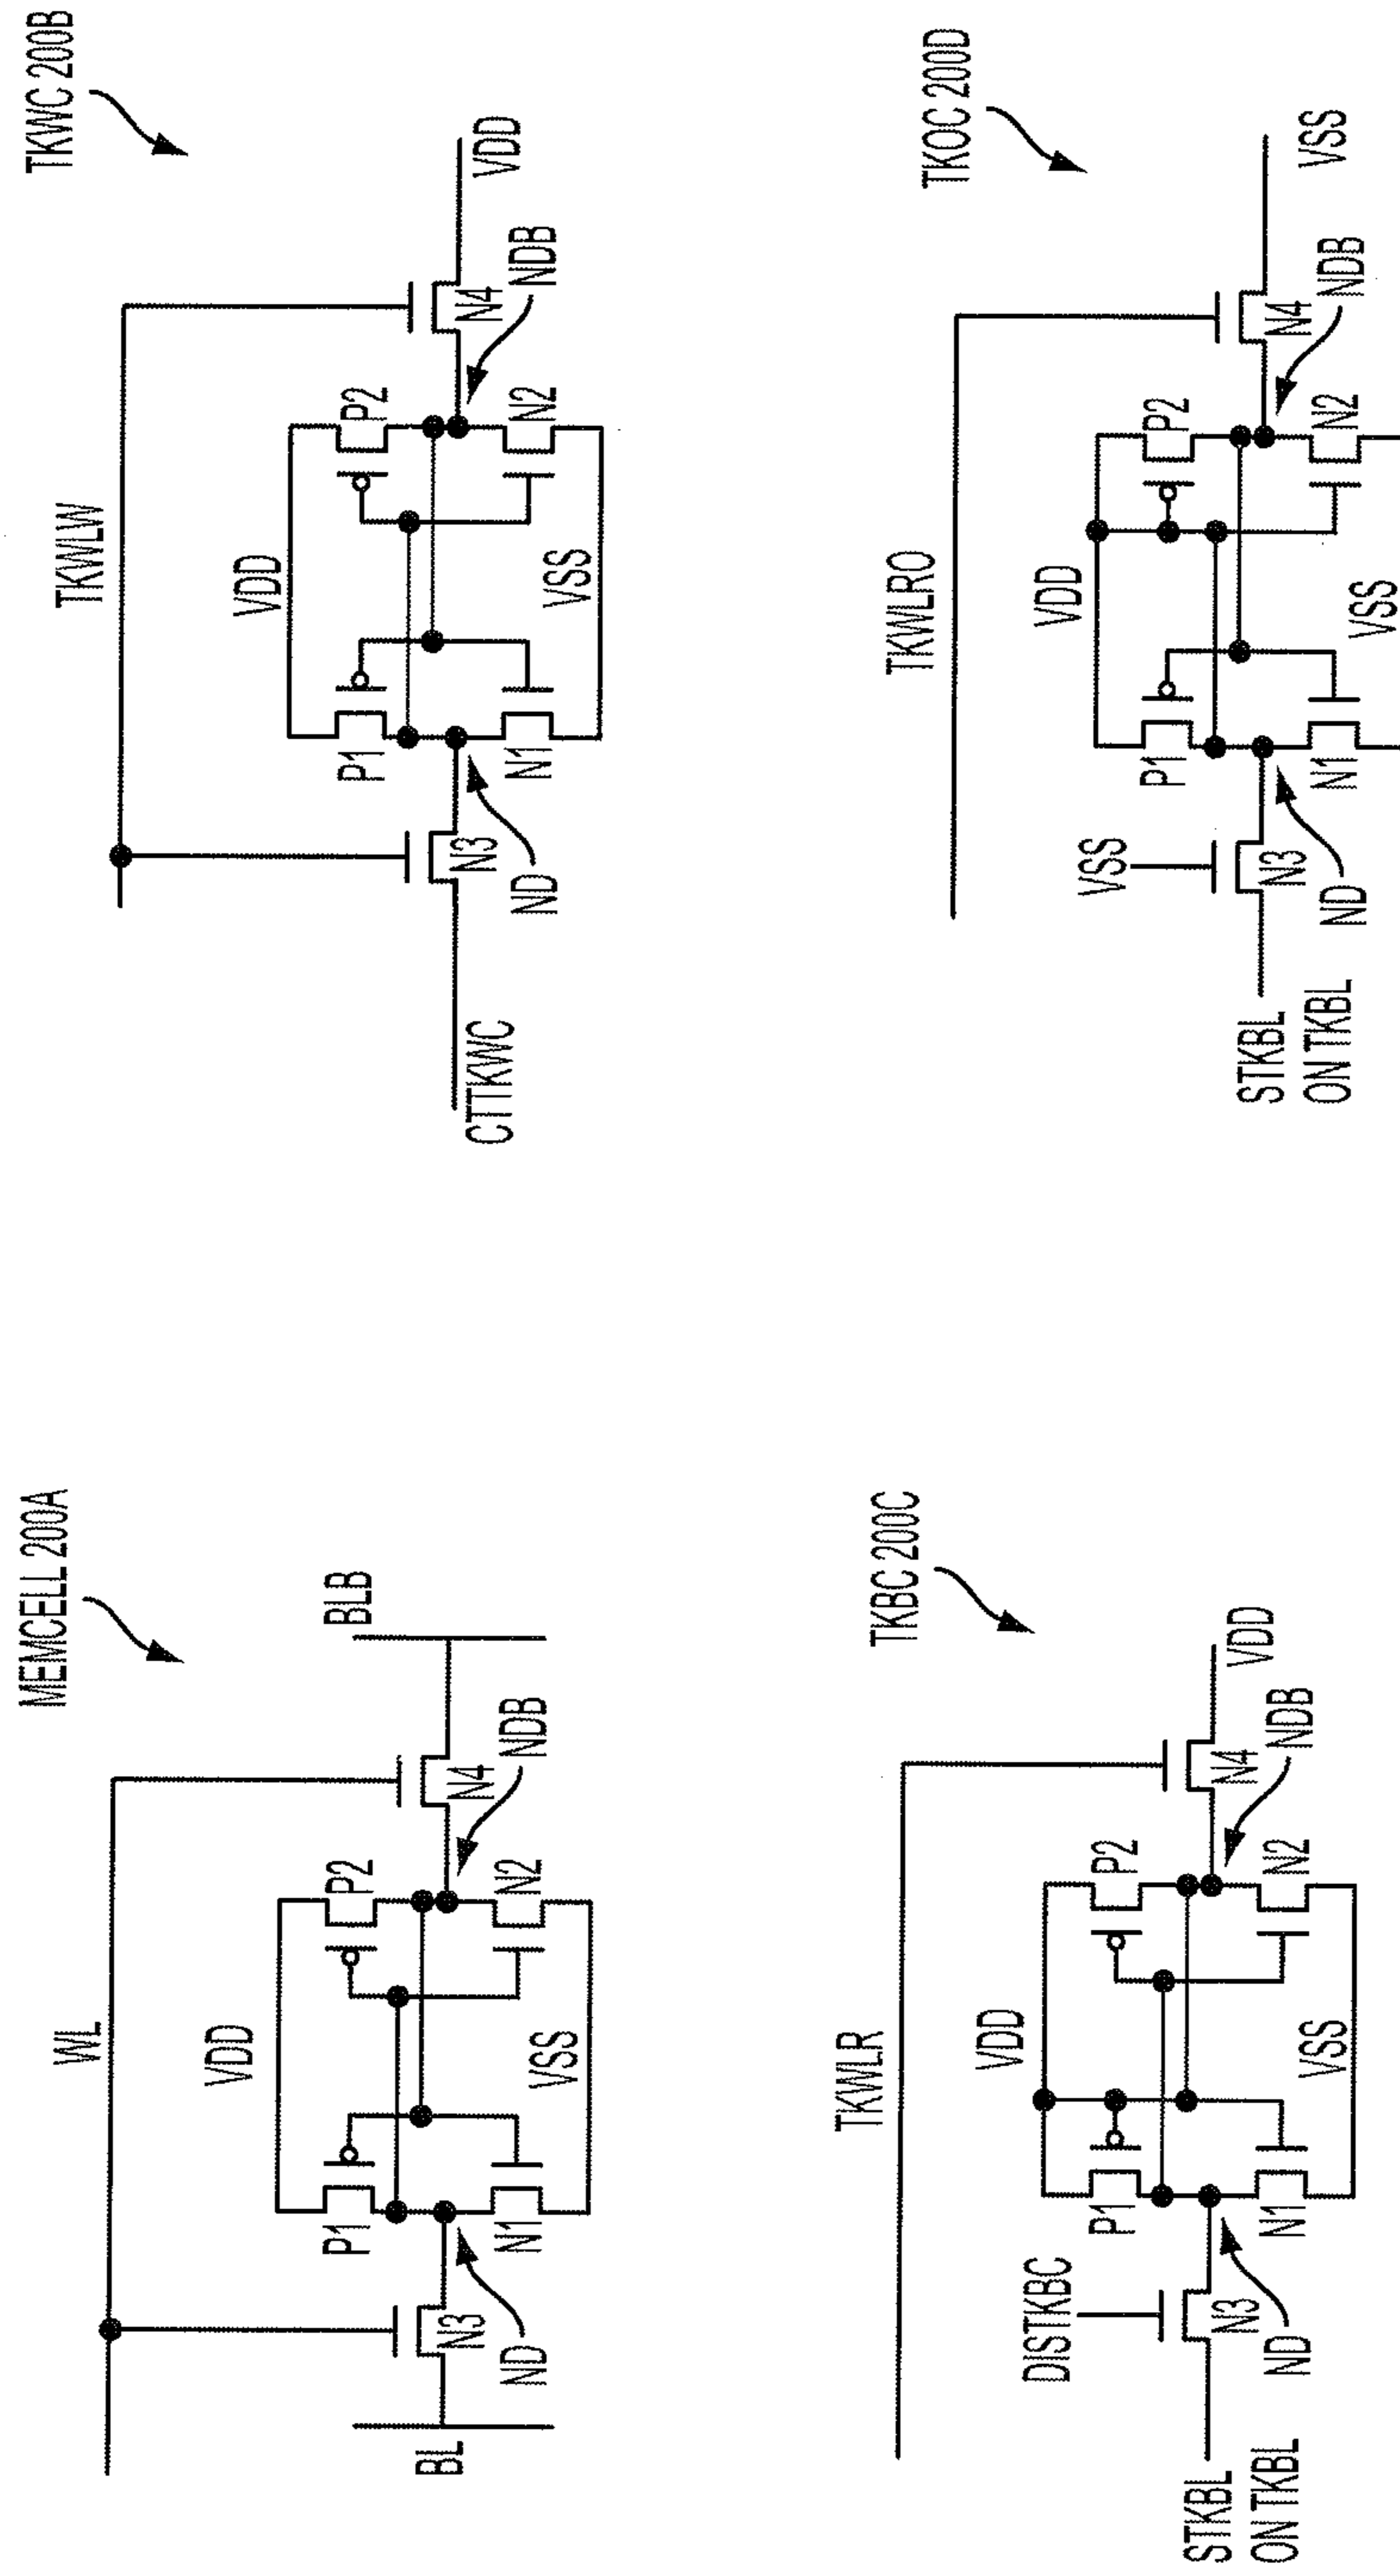 MEMCELL 200A
WL
BLB
VDD
P1
P2
N3
N4
ND
NDB
N1
N2
VSS
BL
TKWC 200B
TKWLW
VDD
P1
P2
N3
N4
VDD
ND
NDB
N1
N2
VSS
CTTKWC
TKBC 200C
TKWLR
VDD
DISTKBC
P1
P2
N3
N4
VDD
ND
NDB
N1
N2
VSS
STKBL
ON TKBL
TKOC 200D
TKWLRO
VDD
VSS
P1
P2
N3
N4
VSS
ND
NDB
N1
N2
VSS
STKBL
ON TKBL